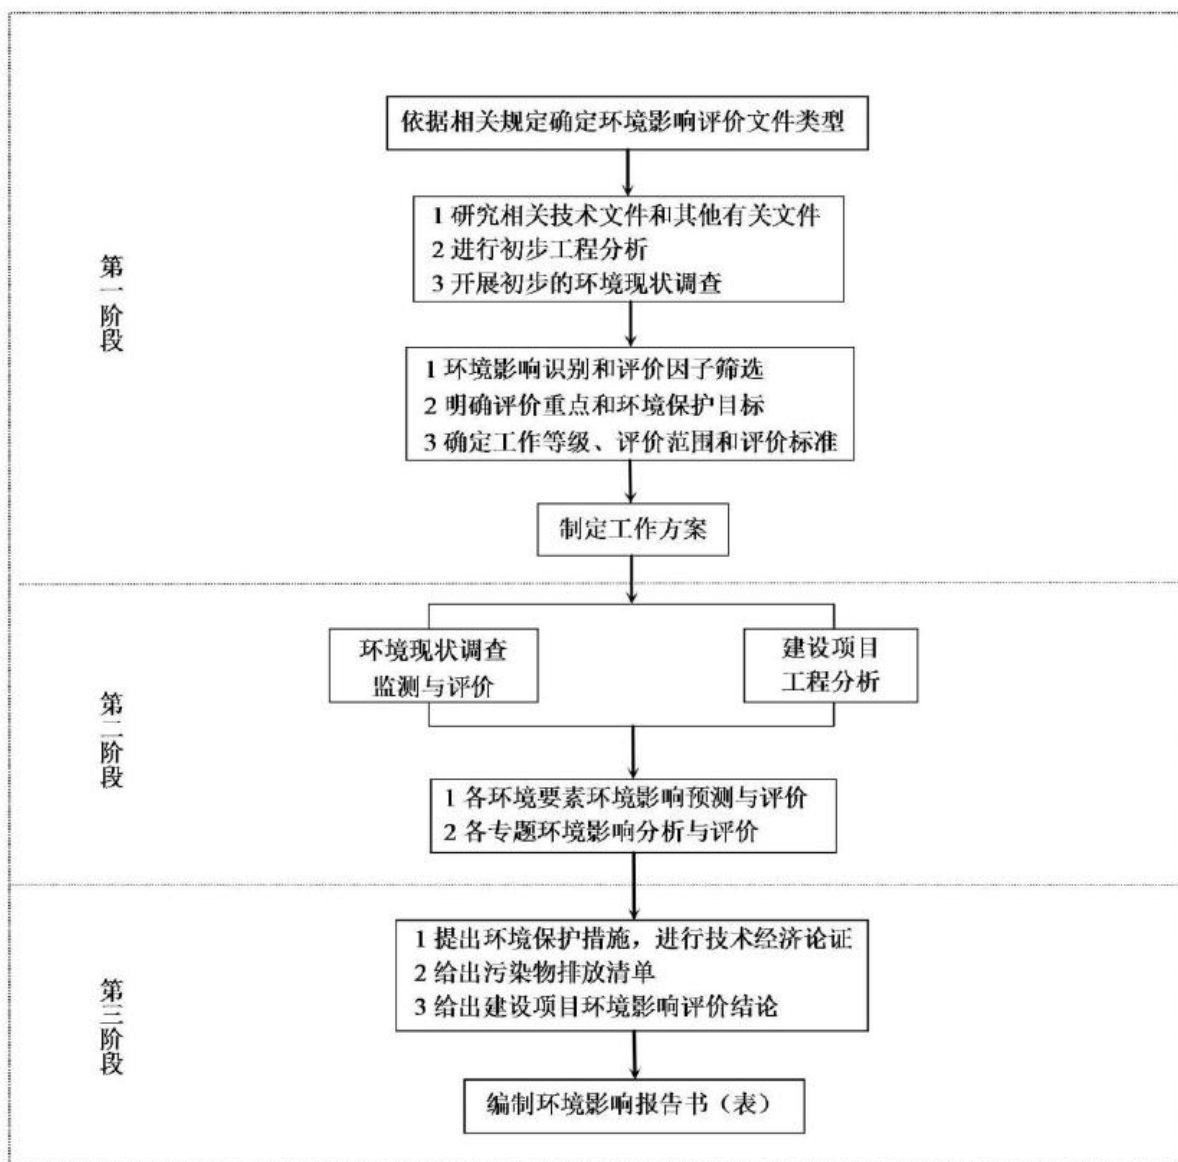 依据相关规定确定环境影响评价文件类型
1 研究相关技术文件和其他有关文件
2 进行初步工程分析
3 开展初步的环境现状调查
第一阶段
1 环境影响识别和评价因子筛选
2 明确评价重点和环境保护目标
3 确定工作等级、评价范围和评价标准
制定工作方案
环境现状调查
监测与评价
建设项目
工程分析
第二阶段
1 各环境要素环境影响预测与评价
2 各专题环境影响分析与评价
1 提出环境保护措施，进行技术经济论证
2 给出污染物排放清单
3 给出建设项目环境影响评价结论
第三阶段
编制环境影响报告书（表）